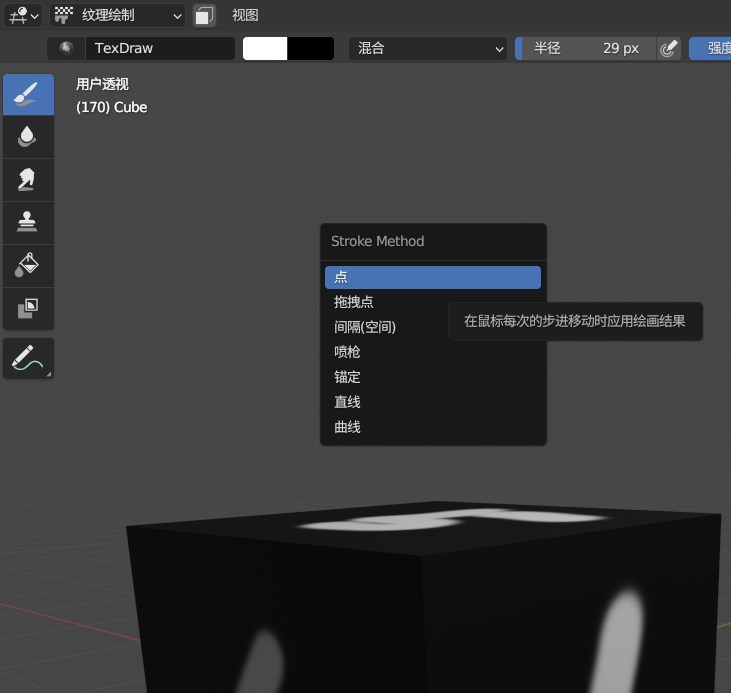 纹理绘制 视图
TexDraw 混合 半径 29 px 强度
用户透视
(170) Cube
Stroke Method
点
拖拽点
间隔(空间)
在鼠标每次的步进移动时应用绘画结果
喷枪
锚定
直线
曲线